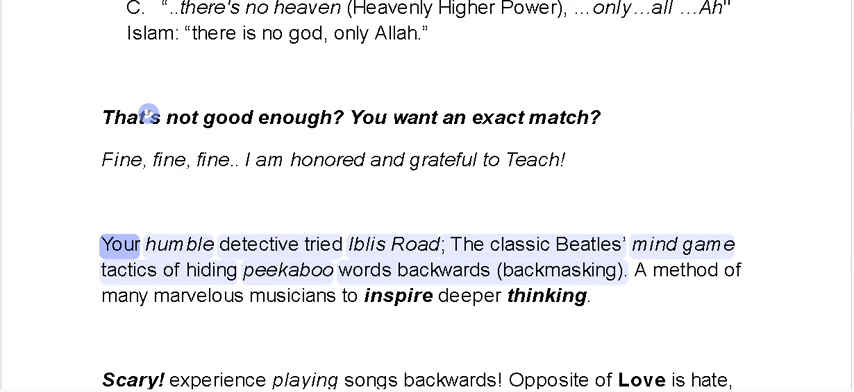 C. “..there's no heaven (Heavenly Higher Power), ...only...all ...Ah"
Islam: “there is no god, only Allah.”
That's not good enough? You want an exact match?
Fine, fine, fine.. I am honored and grateful to Teach!
Your humble detective tried Iblis Road; The classic Beatles’ mind game
tactics of hiding peekaboo words backwards (backmasking). A method of
many marvelous musicians to inspire deeper thinking.
Scary! experience playing songs backwards! Opposite of Love is hate,